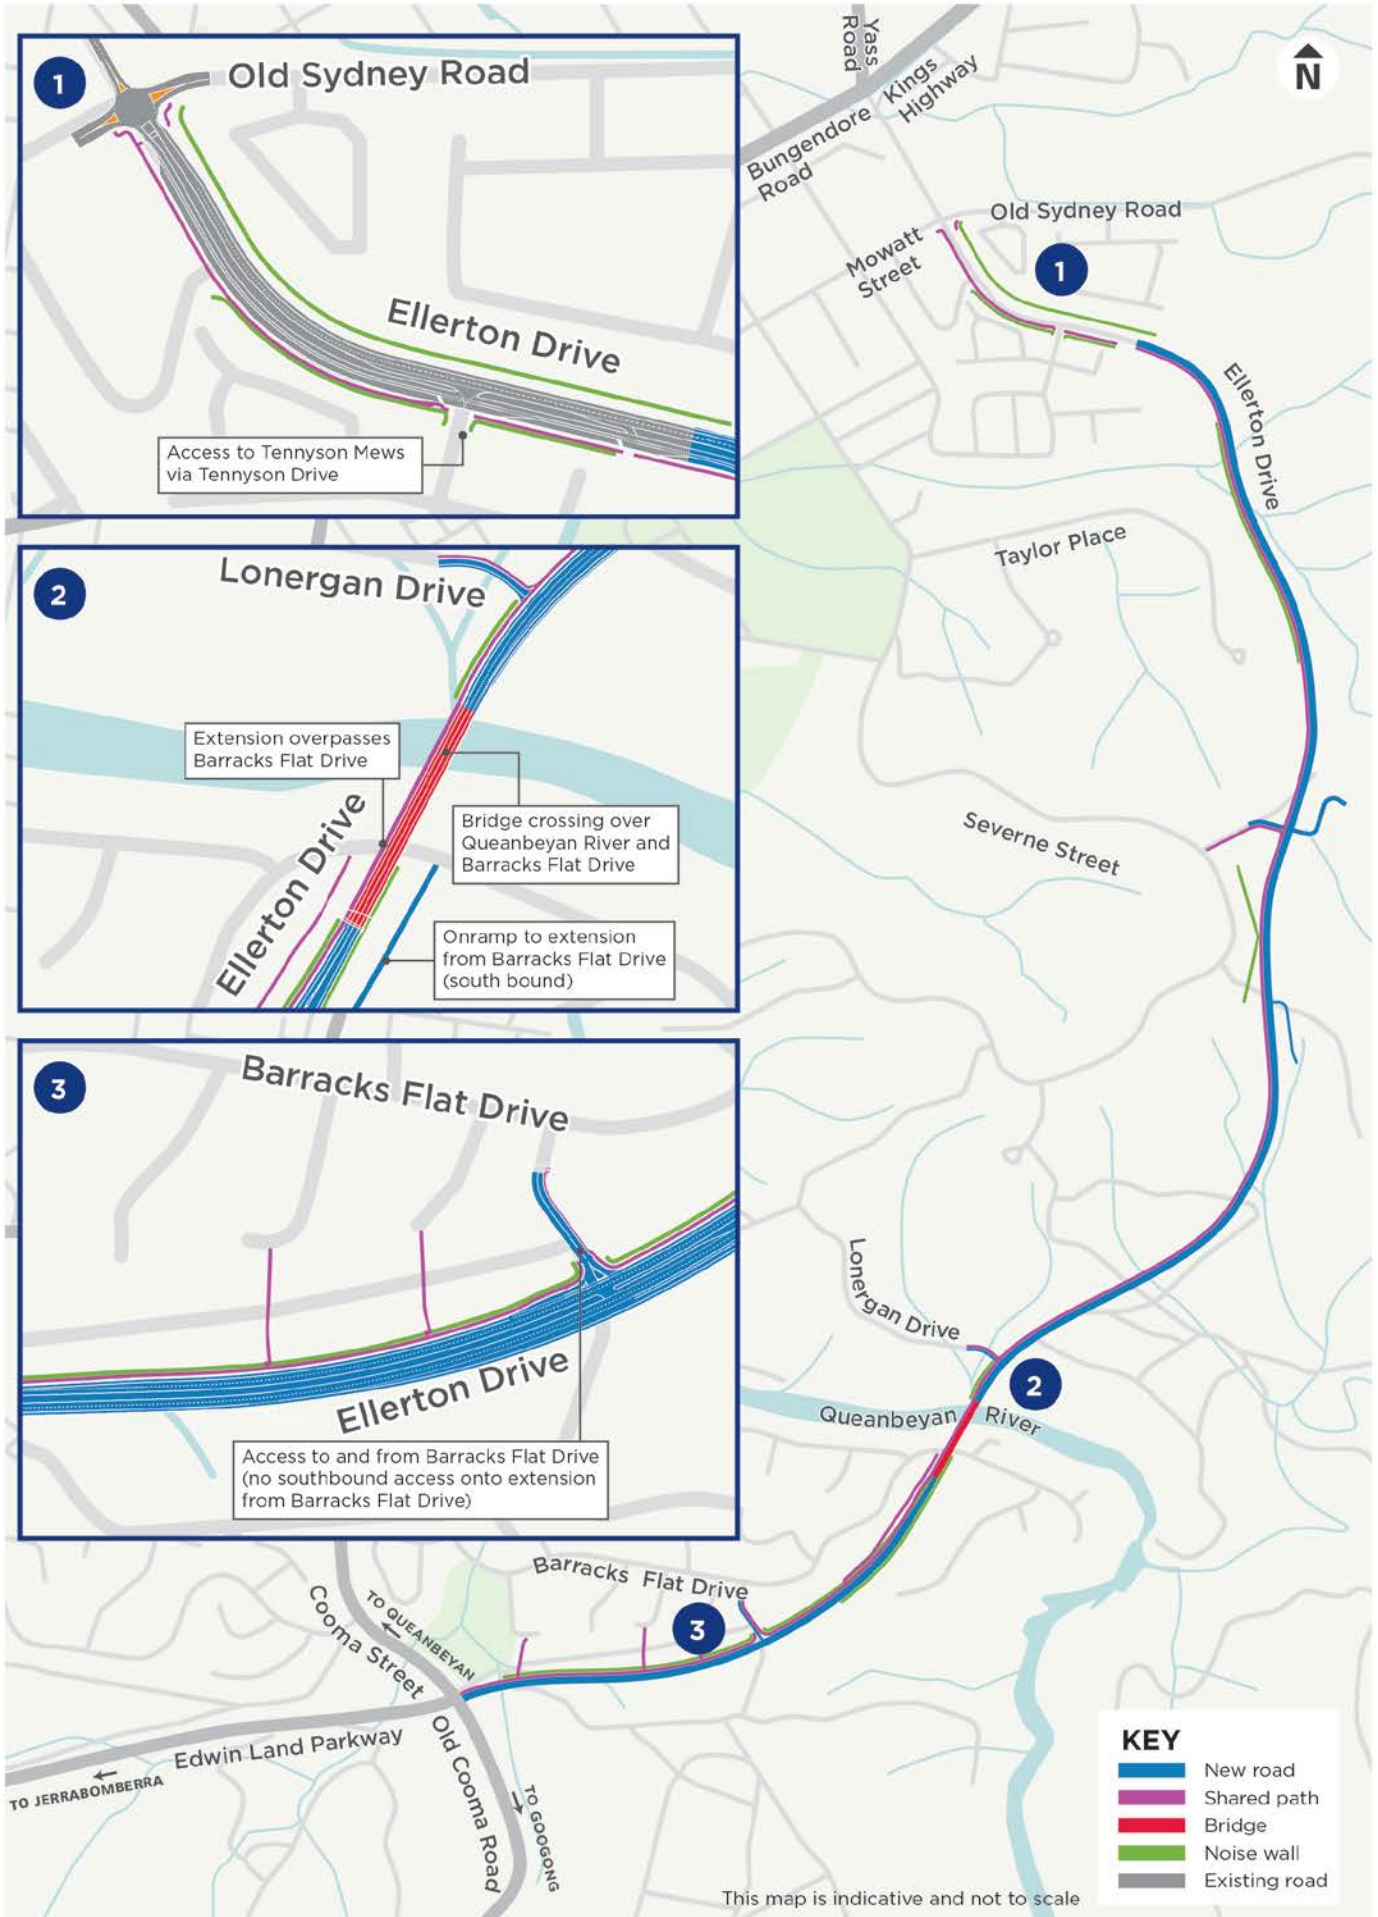 1
Old Sydney Road
Ellerton Drive
Access to Tennyson Mews
via Tennyson Drive
2
Lonergan Drive
Extension overpasses
Barracks Flat Drive
Bridge crossing over
Queanbeyan River and
Barracks Flat Drive
Ellerton Drive
Onramp to extension
from Barracks Flat Drive
(south bound)
3
Barracks Flat Drive
Ellerton Drive
Access to and from Barracks Flat Drive
(no southbound access onto extension
from Barracks Flat Drive)
Yass
Road
Kings
Highway
Bungendore
Road
N
Old Sydney Road
Mowatt
Street
1
Ellerton Drive
Taylor Place
Severne Street
Lonergan Drive
2
Queanbeyan River
Barracks Flat Drive
3
TO QUEANBEYAN
Cooma Street
Edwin Land Parkway
TO JERRABOMBERRA
Old Cooma Road
TO GOOGONG
KEY
New road
Shared path
Bridge
Noise wall
Existing road
This map is indicative and not to scale